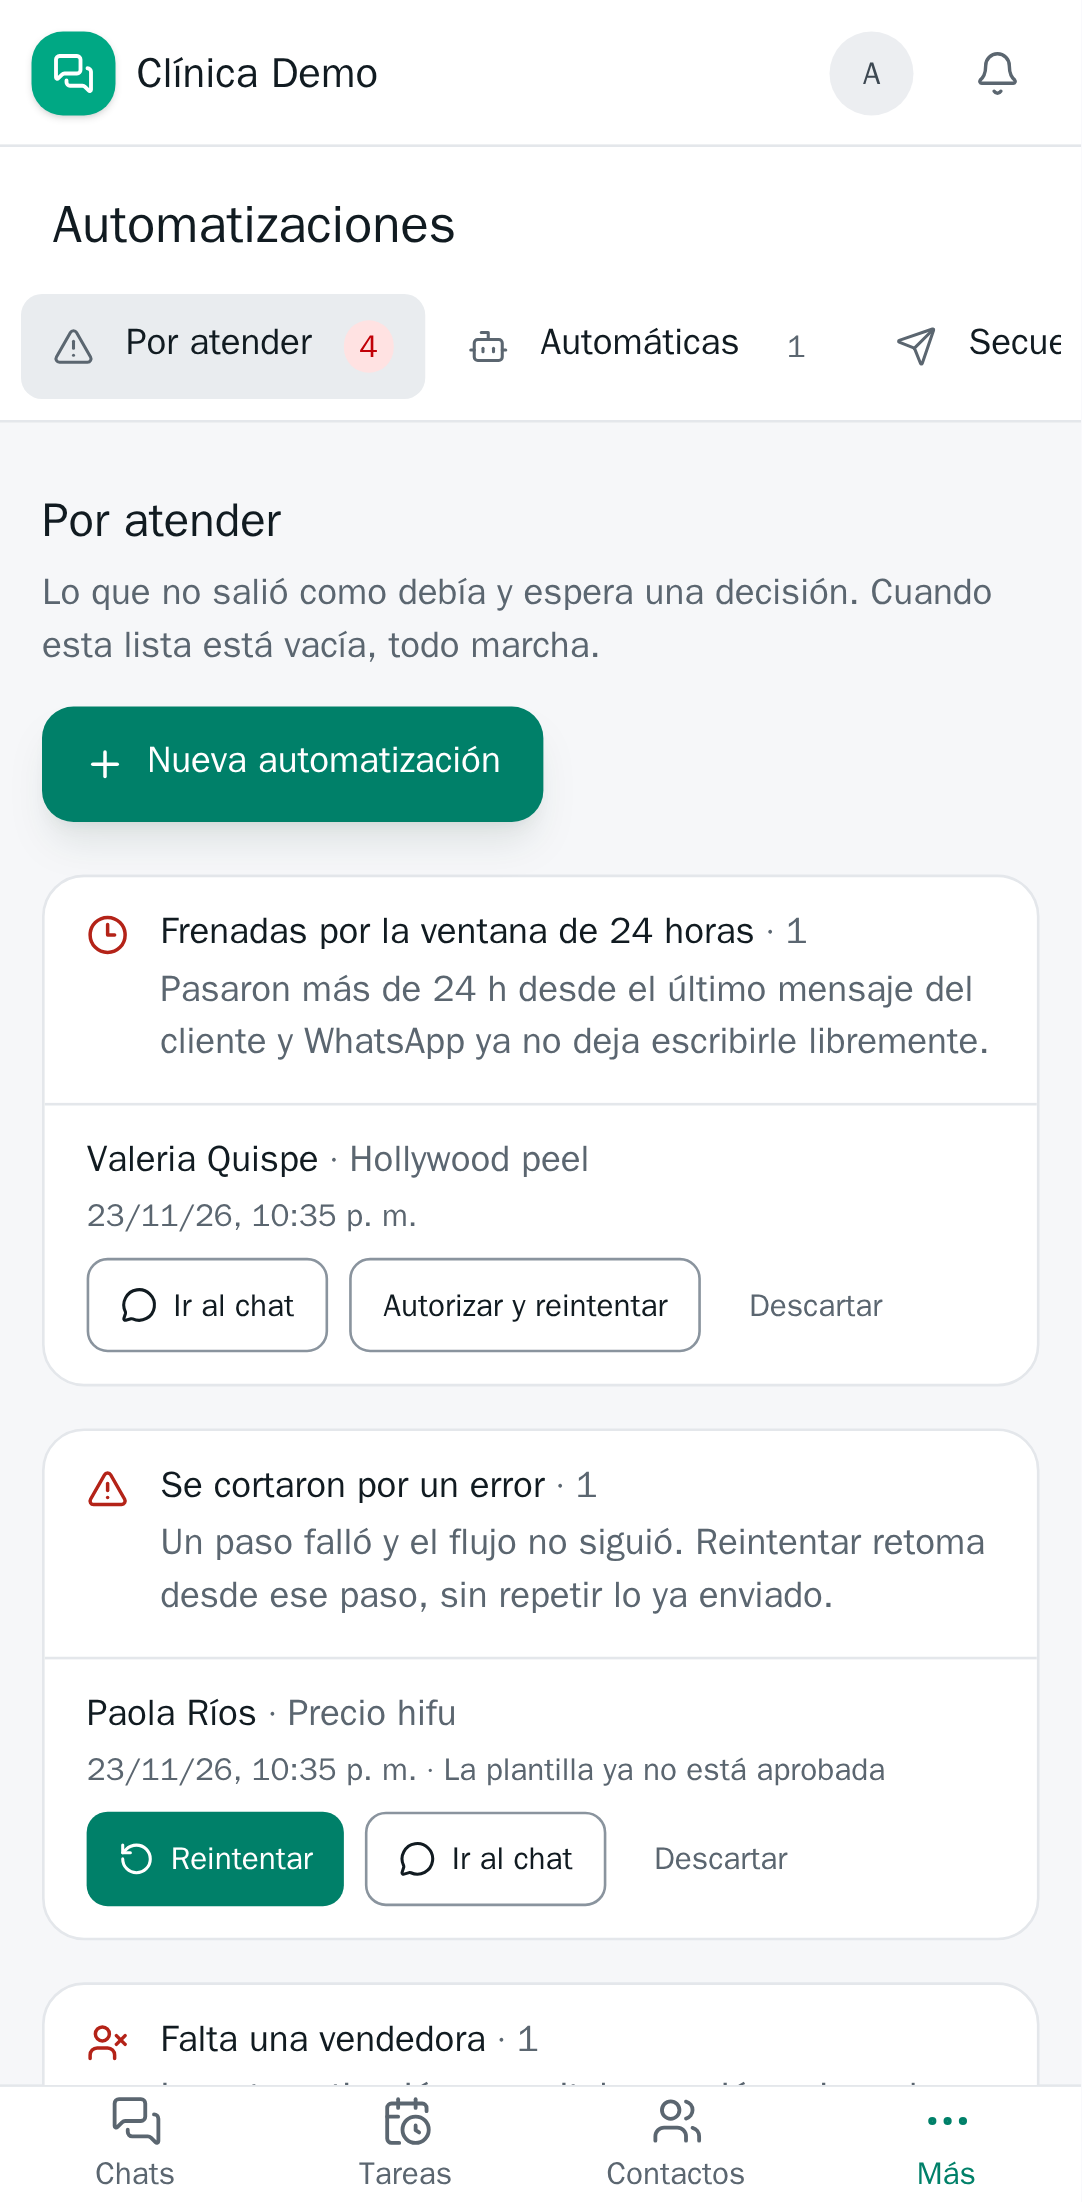 Clínica Demo
A
Automatizaciones
Por atender 4
Automáticas 1
Secue
Por atender
Lo que no salió como debía y espera una decisión. Cuando
esta lista está vacía, todo marcha.
Nueva automatización
Frenadas por la ventana de 24 horas · 1
Pasaron más de 24 h desde el último mensaje del
cliente y WhatsApp ya no deja escribirle libremente.
Valeria Quispe · Hollywood peel
23/11/26, 10:35 p. m.
Ir al chat
Autorizar y reintentar
Descartar
Se cortaron por un error · 1
Un paso falló y el flujo no siguió. Reintentar retoma
desde ese paso, sin repetir lo ya enviado.
Paola Ríos · Precio hifu
23/11/26, 10:35 p. m. · La plantilla ya no está aprobada
Reintentar
Ir al chat
Descartar
Falta una vendedora · 1
Chats
Tareas
Contactos
Más